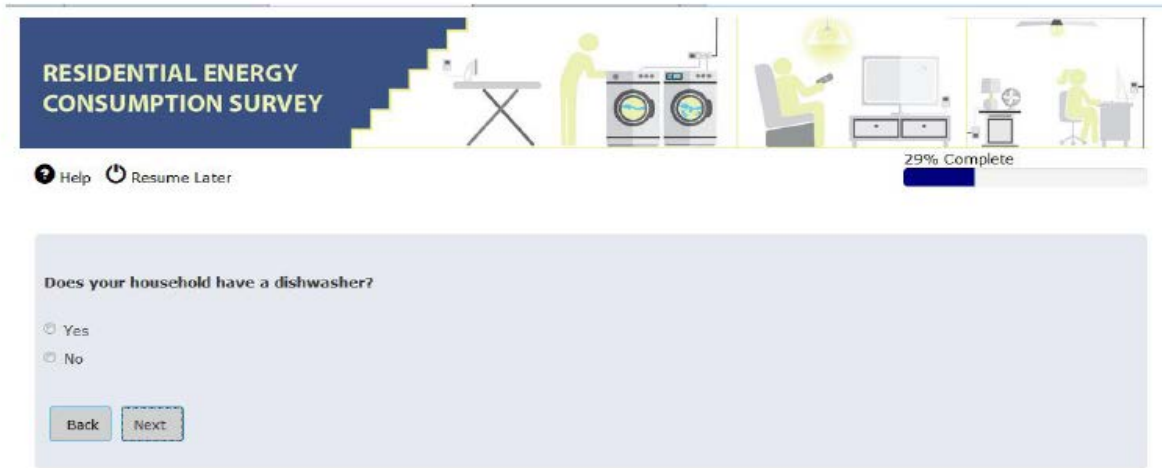 RESIDENTIAL ENERGY
CONSUMPTION SURVEY
Help Resume Later
29% Complete
Does your household have a dishwasher?
Yes
No
Back Next